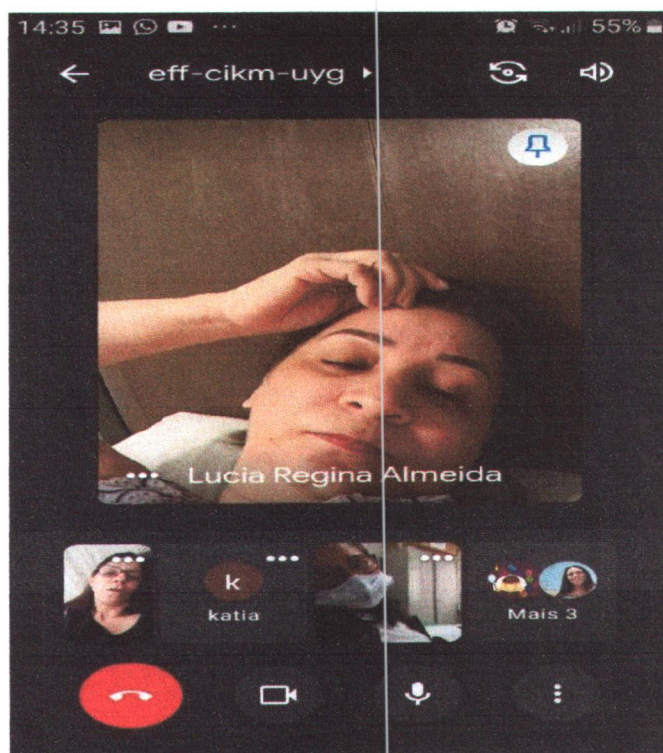 14:35 ... 55%
eff-cikm-uyg
Lucia Regina Almeida
k
katia
Mais 3